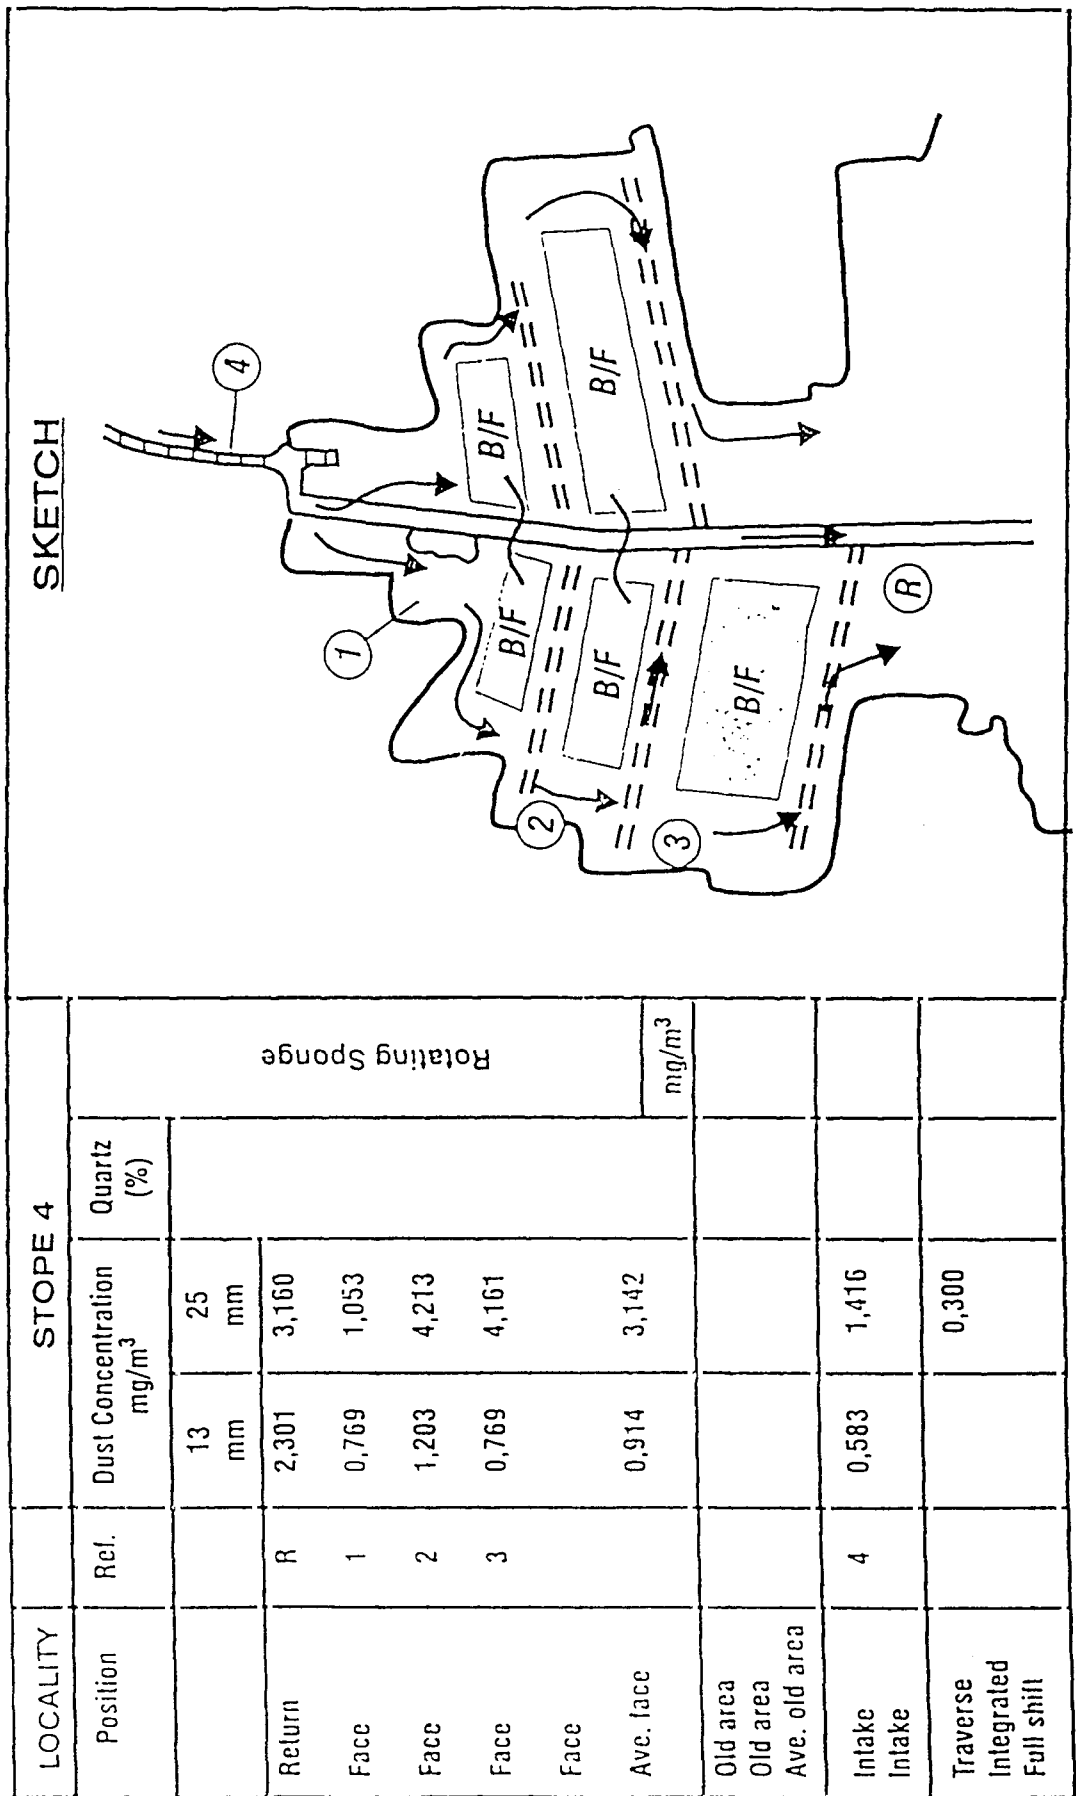 LOCALITY STOPE 4
Position Ref. Dust Concentration mg/m³ Quartz (%)
13 mm 25 mm
Rotating Sponge
Return R 2,301 3,160
Face 1 0,769 1,053
Face 2 1,203 4,213
Face 3 0,769 4,161
Face
Ave. face 0,914 3,142 mg/m³
Old area
Old area
Ave. old area
Intake 4 0,583 1,416
Intake
Traverse 0,300
Integrated
Full shift
SKETCH
4
1
B/F
B/F
B/F
B/F
B/F
2
3
R